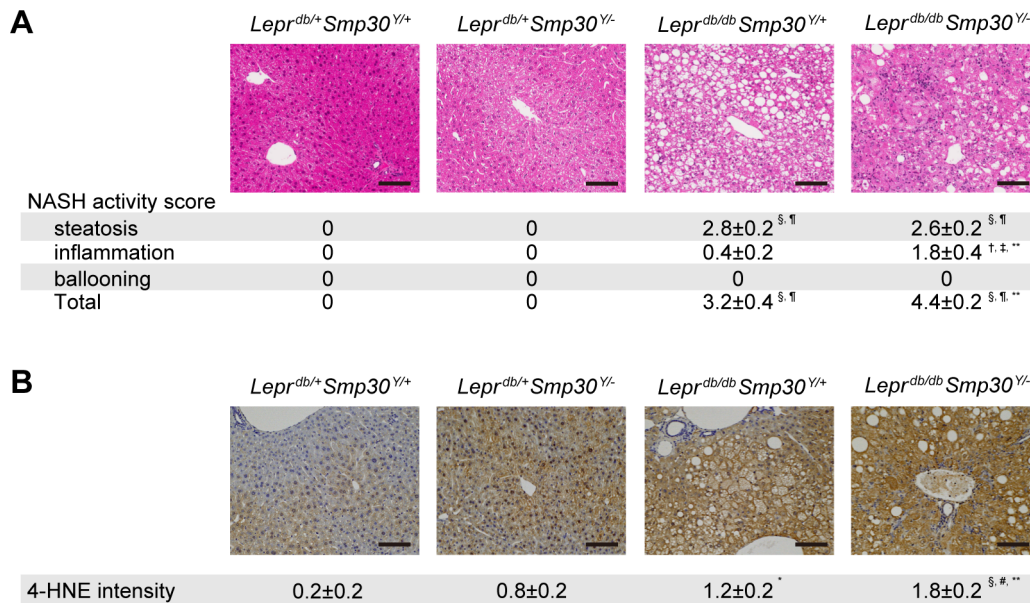 A
Lepr^db/+ Smp30^Y/+ Lepr^db/+ Smp30^Y/- Lepr^db/db Smp30^Y/+ Lepr^db/db Smp30^Y/-
NASH activity score
steatosis 0 0 2.8±0.2 §, ¶ 2.6±0.2 §, ¶
inflammation 0 0 0.4±0.2 1.8±0.4 †, ‡, **
ballooning 0 0 0 0
Total 0 0 3.2±0.4 §, ¶ 4.4±0.2 §, ¶, **
B
Lepr^db/+ Smp30^Y/+ Lepr^db/+ Smp30^Y/- Lepr^db/db Smp30^Y/+ Lepr^db/db Smp30^Y/-
4-HNE intensity 0.2±0.2 0.8±0.2 1.2±0.2 * 1.8±0.2 §, #, **